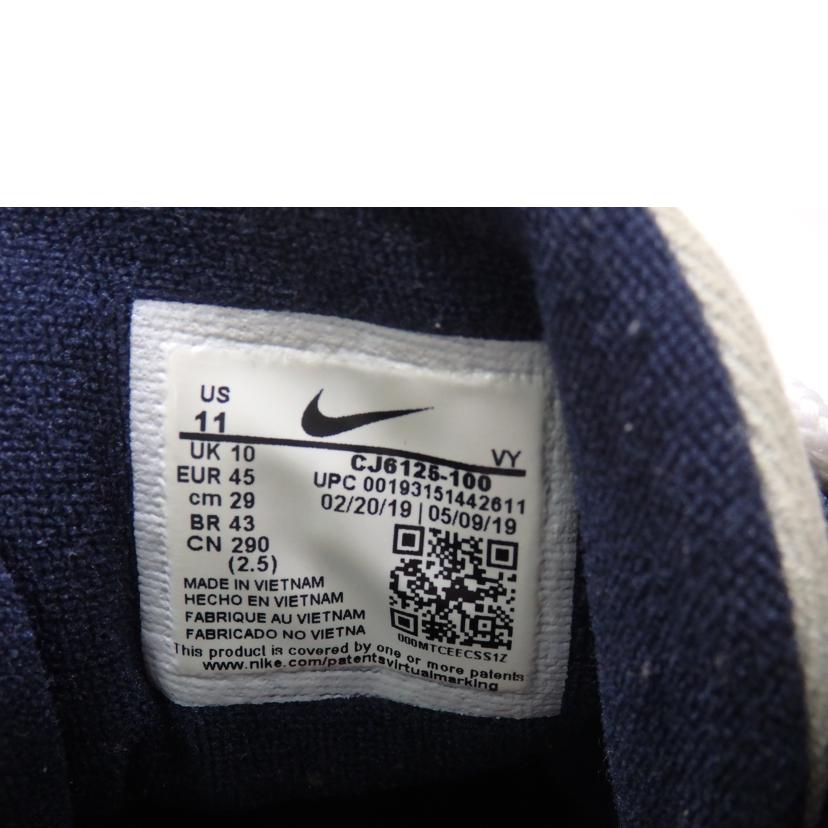 US
11
UK 10
EUR 45
cm 29
BR 43
CN 290
(2.5)
VY
CJ6125-100
UPC 00193151442611
02/20/19 | 05/09/19
000MTCEECSS1Z
MADE IN VIETNAM
HECHO EN VIETNAM
FABRIQUE AU VIETNAM
FABRICADO NO VIETNA
This product is covered by one or more patents
www.nike.com/patentsvirtualmarking